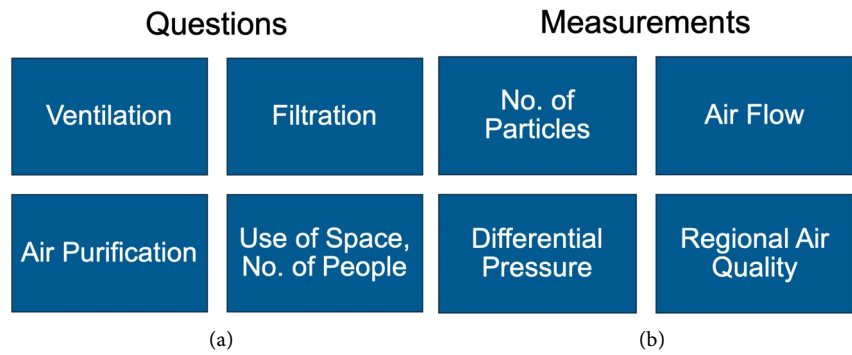 Questions
Measurements
Ventilation
Filtration
No. of
Particles
Air Flow
Air Purification
Use of Space,
No. of People
Differential
Pressure
Regional Air
Quality
(a)
(b)